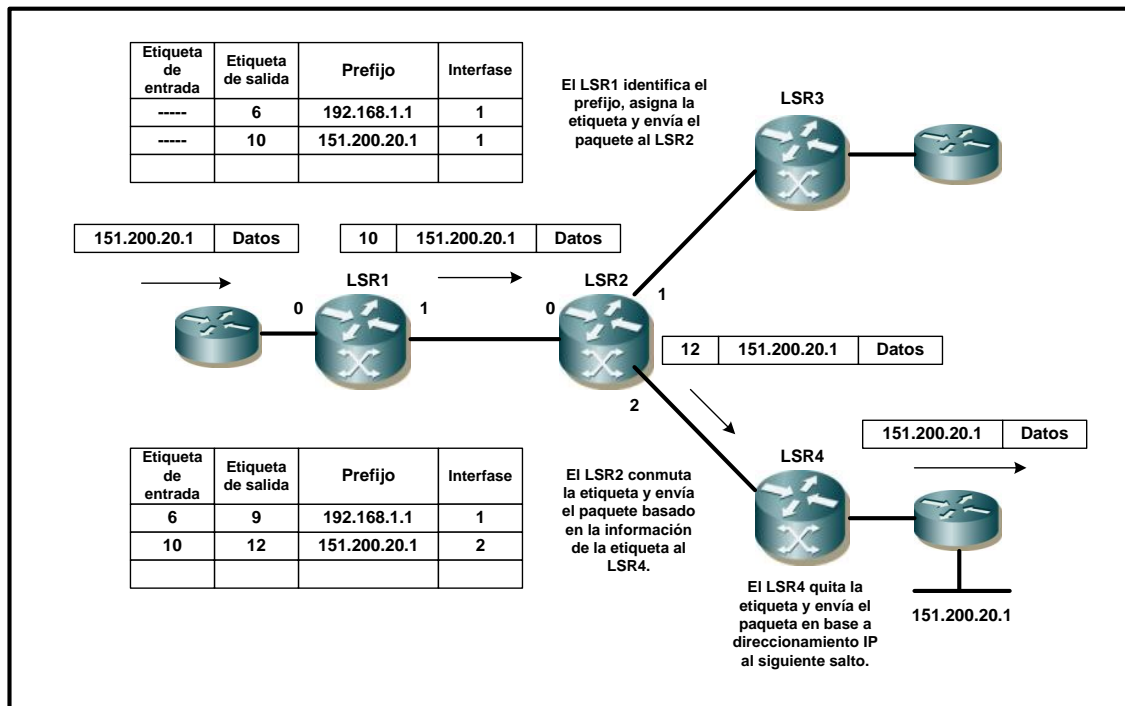 Etiqueta
de
entrada
Etiqueta
de salida
Prefijo
Interfase
-----
6
192.168.1.1
1
-----
10
151.200.20.1
1
El LSR1 identifica el
prefijo, asigna la
etiqueta y envía el
paquete al LSR2
LSR3
151.200.20.1
Datos
10
151.200.20.1
Datos
LSR1
LSR2
0
1
0
1
2
12
151.200.20.1
Datos
151.200.20.1
Datos
LSR4
Etiqueta
de
entrada
Etiqueta
de salida
Prefijo
Interfase
6
9
192.168.1.1
1
10
12
151.200.20.1
2
El LSR2 conmuta
la etiqueta y envía
el paquete basado
en la información
de la etiqueta al
LSR4.
El LSR4 quita la
etiqueta y envía el
paqueta en base a
direccionamiento IP
al siguiente salto.
151.200.20.1